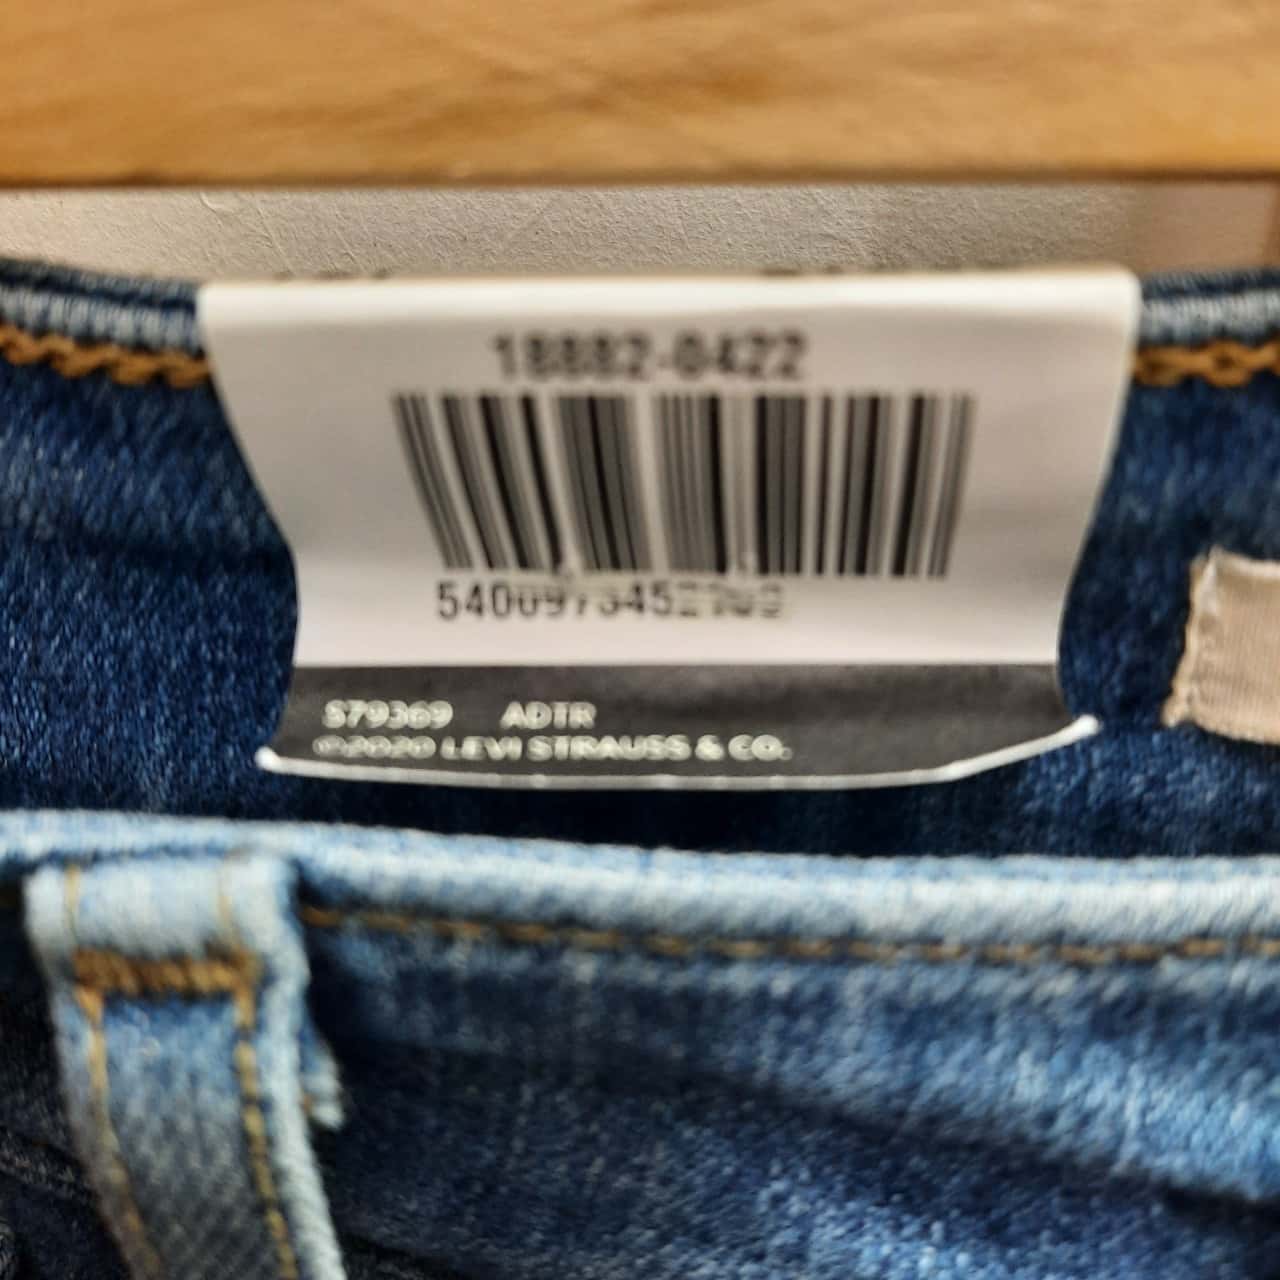 18882-0422
S79369 ADTR
©2020 LEVI STRAUSS & CO.